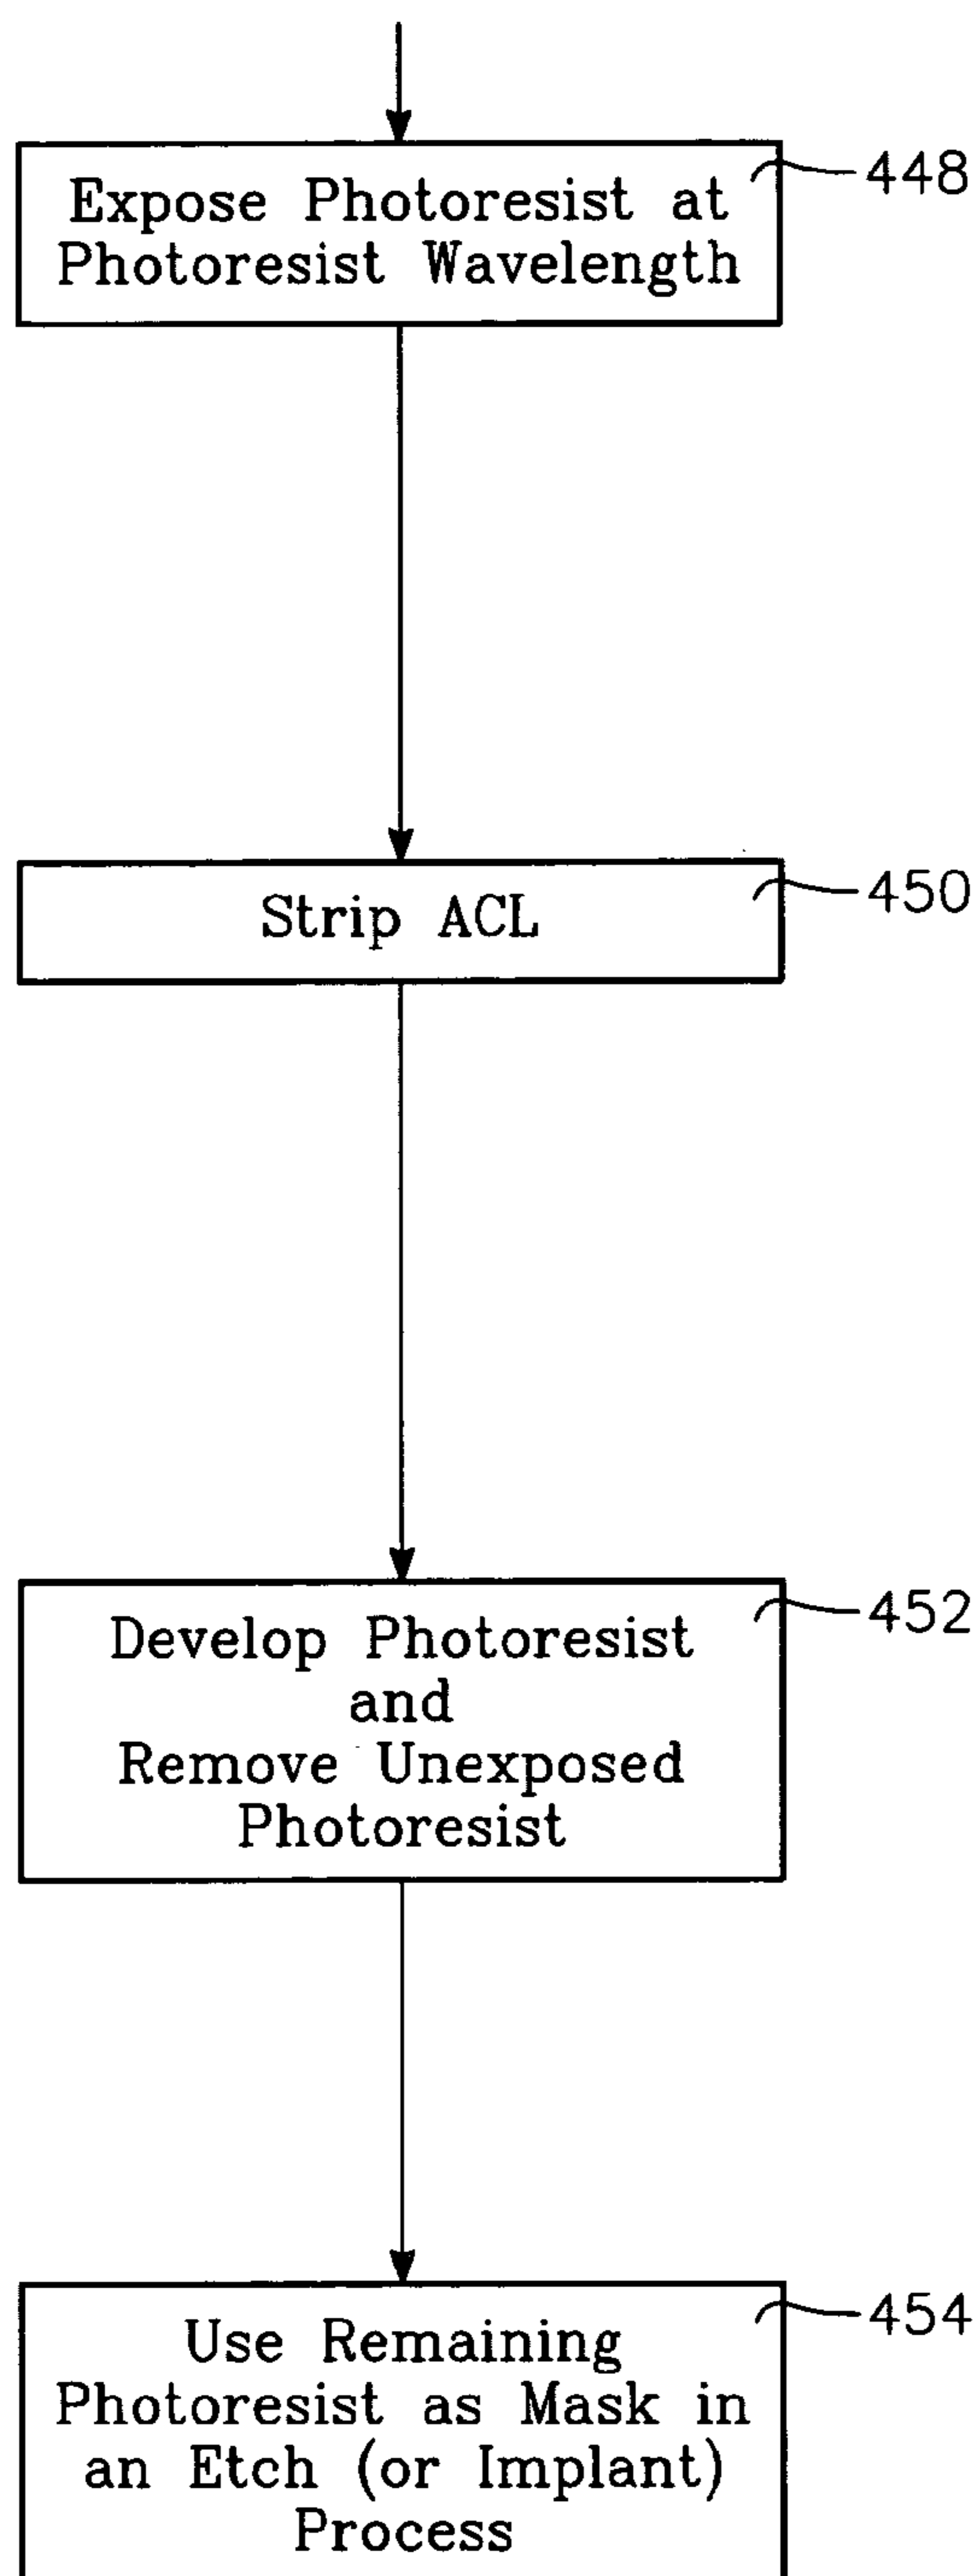 Expose Photoresist at
Photoresist Wavelength
448
Strip ACL
450
Develop Photoresist
and
Remove Unexposed
Photoresist
452
Use Remaining
Photoresist as Mask in
an Etch (or Implant)
Process
454